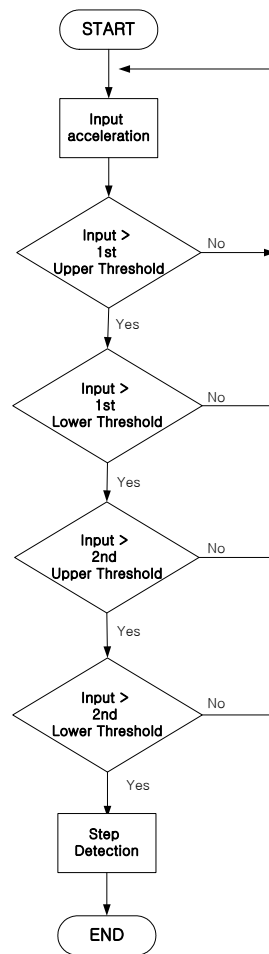 START
Input
acceleration
Input >
1st
Upper Threshold
No
Yes
Input >
1st
Lower Threshold
No
Yes
Input >
2nd
Upper Threshold
No
Yes
Input >
2nd
Lower Threshold
No
Yes
Step
Detection
END